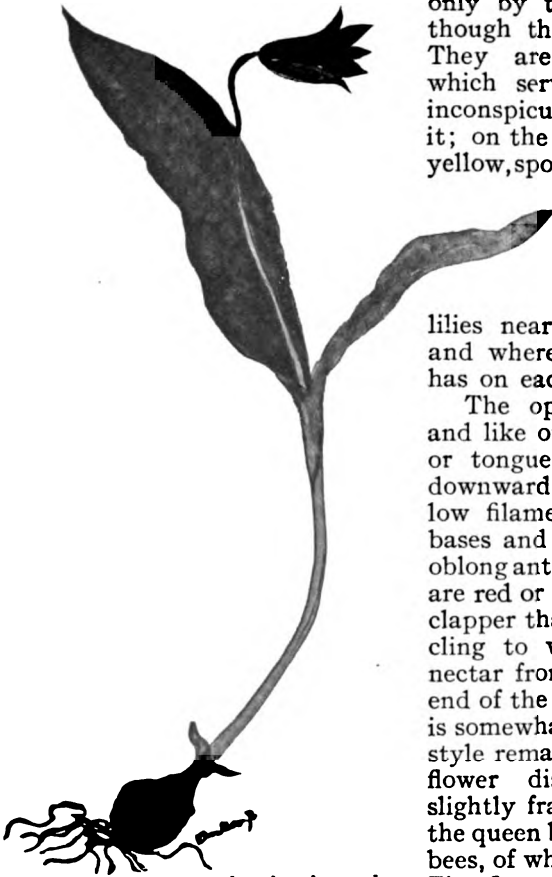 only by t
though th
They are
which ser
inconspicu
it; on the
yellow, spo
lilies near
and where
has on eac
The op
and like o
or tongue
downward
low filame
bases and
oblong ant
are red or
clapper tha
cling to v
nectar fron
end of the
is somewha
style rema
flower dis
slightly fra
the queen b
bees, of wh